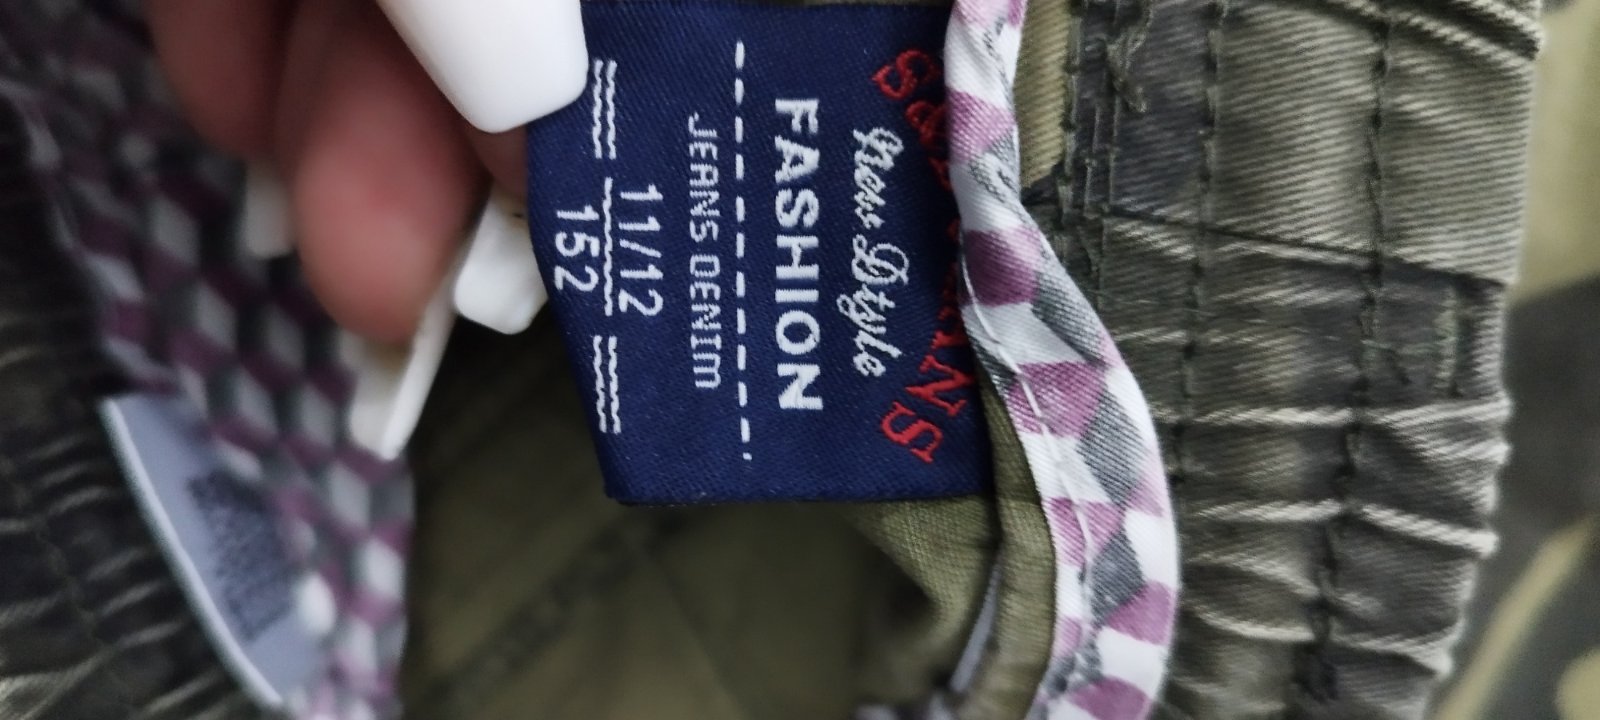 New Style
FASHION
JEANS DENIM
11/12
152